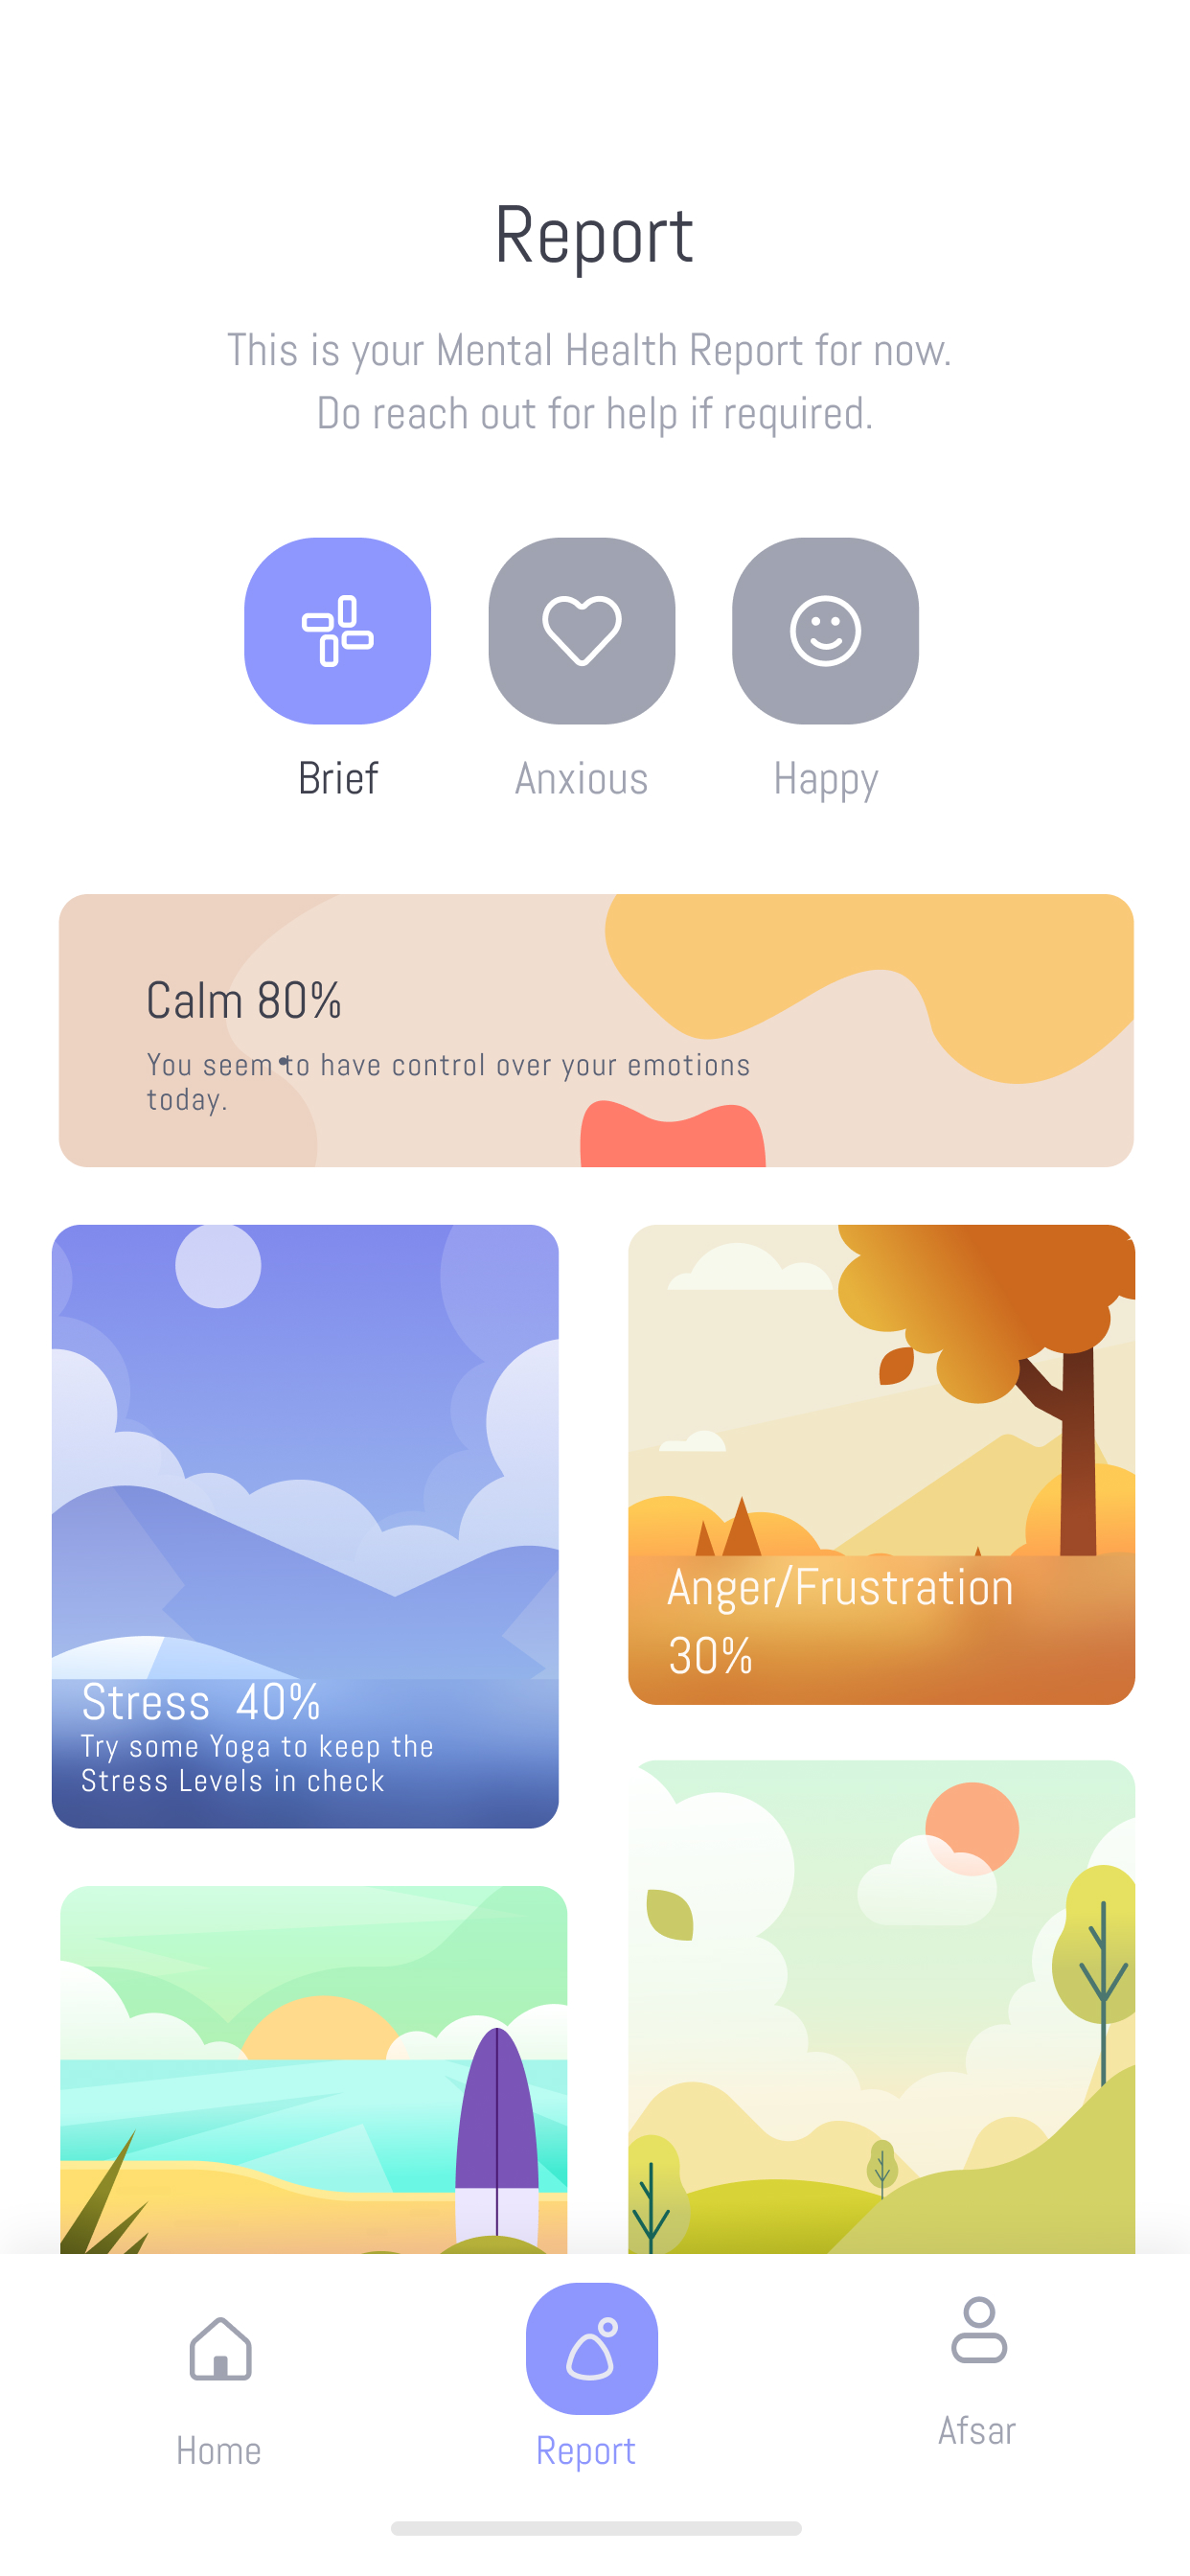 Report
This is your Mental Health Report for now.
Do reach out for help if required.
Brief
Anxious
Happy
Calm 80%
You seem to have control over your emotions
today.
Stress 40%
Try some Yoga to keep the
Stress Levels in check
Anger/Frustration
30%
Home
Report
Afsar